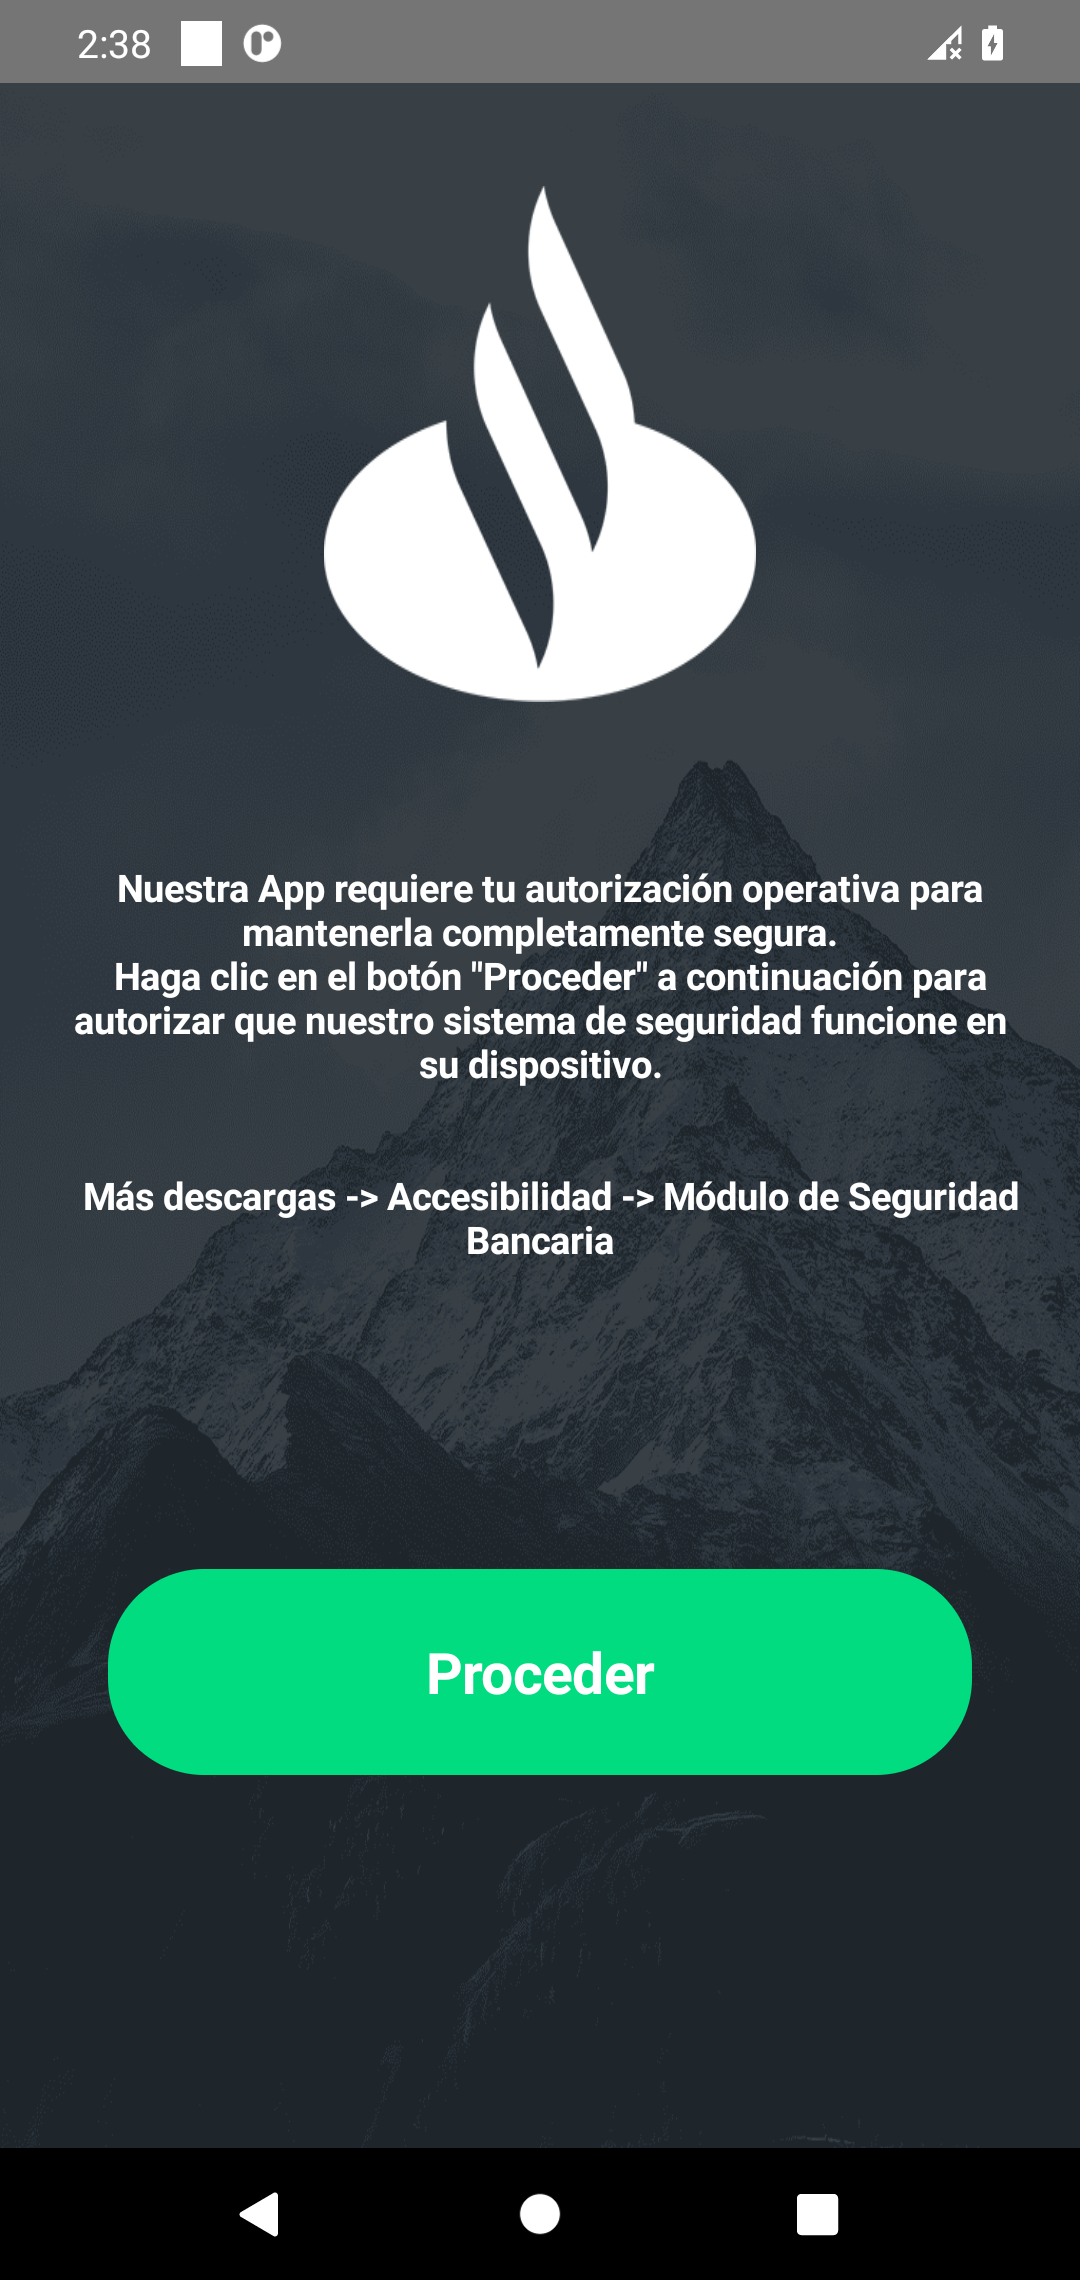 2:38
Nuestra App requiere tu autorización operativa para
mantenerla completamente segura.
Haga clic en el botón "Proceder" a continuación para
autorizar que nuestro sistema de seguridad funcione en
su dispositivo.
Más descargas -> Accesibilidad -> Módulo de Seguridad
Bancaria
Proceder